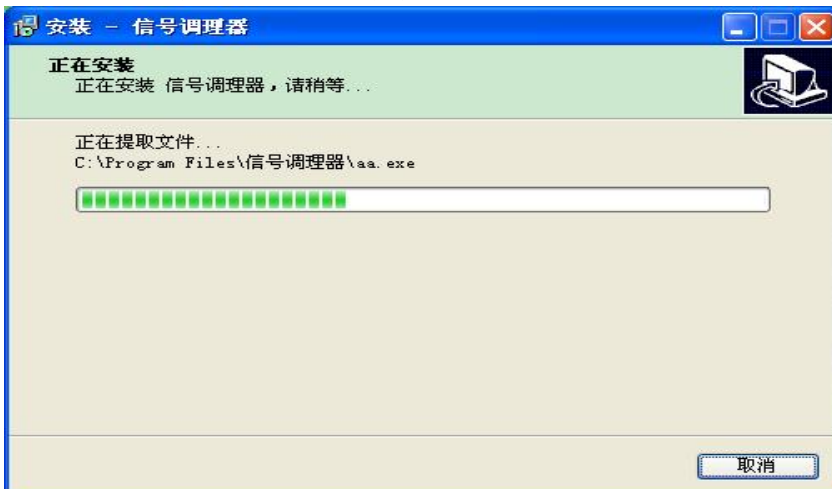 安装 - 信号调理器
正在安装
正在安装 信号调理器，请稍等...
正在提取文件...
C:\Program Files\信号调理器\aa.exe
取消